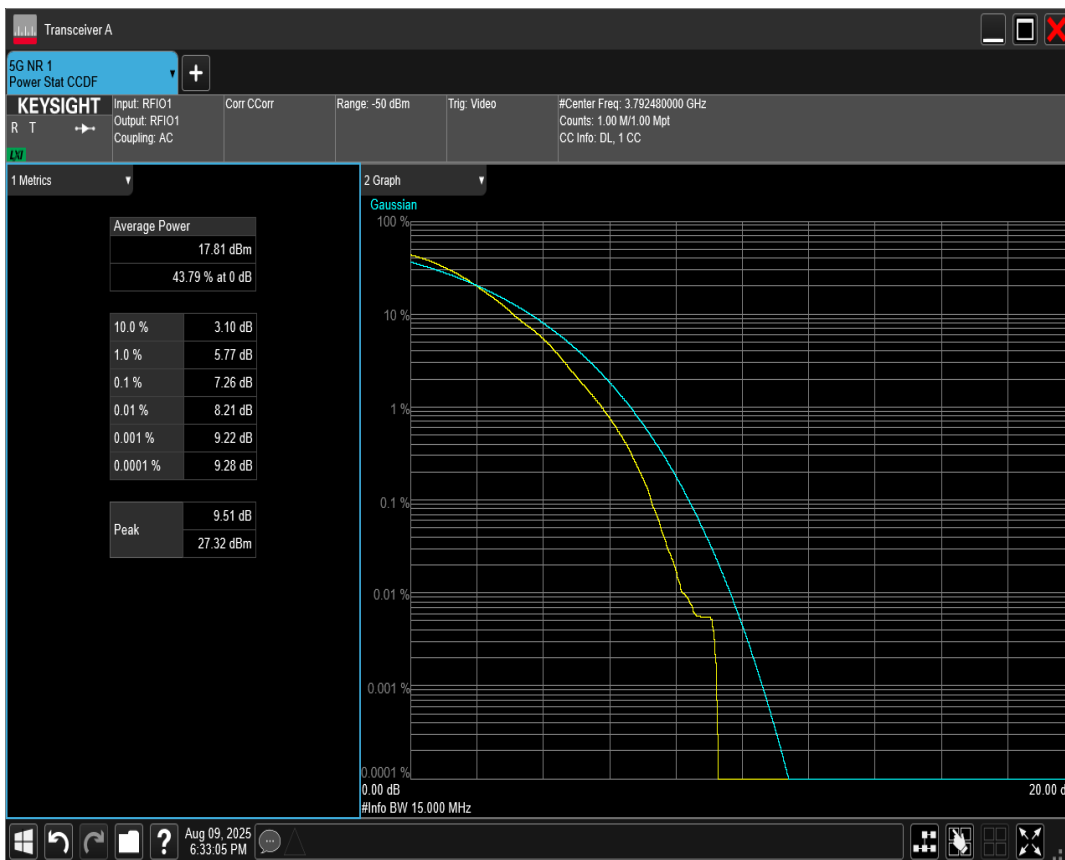 Transceiver A
5G NR 1
Power Stat CCDF
+
KEYSIGHT
R T
LXI
Input: RFIO1
Output: RFIO1
Coupling: AC
Corr CCorr
Range: -50 dBm
Trig: Video
#Center Freq: 3.792480000 GHz
Counts: 1.00 M/1.00 Mpt
CC Info: DL, 1 CC
1 Metrics
Average Power
17.81 dBm
43.79 % at 0 dB
10.0 % 3.10 dB
1.0 % 5.77 dB
0.1 % 7.26 dB
0.01 % 8.21 dB
0.001 % 9.22 dB
0.0001 % 9.28 dB
Peak 9.51 dB
27.32 dBm
2 Graph
Gaussian
100 %
10 %
1 %
0.1 %
0.01 %
0.001 %
0.0001 %
0.00 dB 20.00 d
#Info BW 15.000 MHz
?
Aug 09, 2025
6:33:05 PM